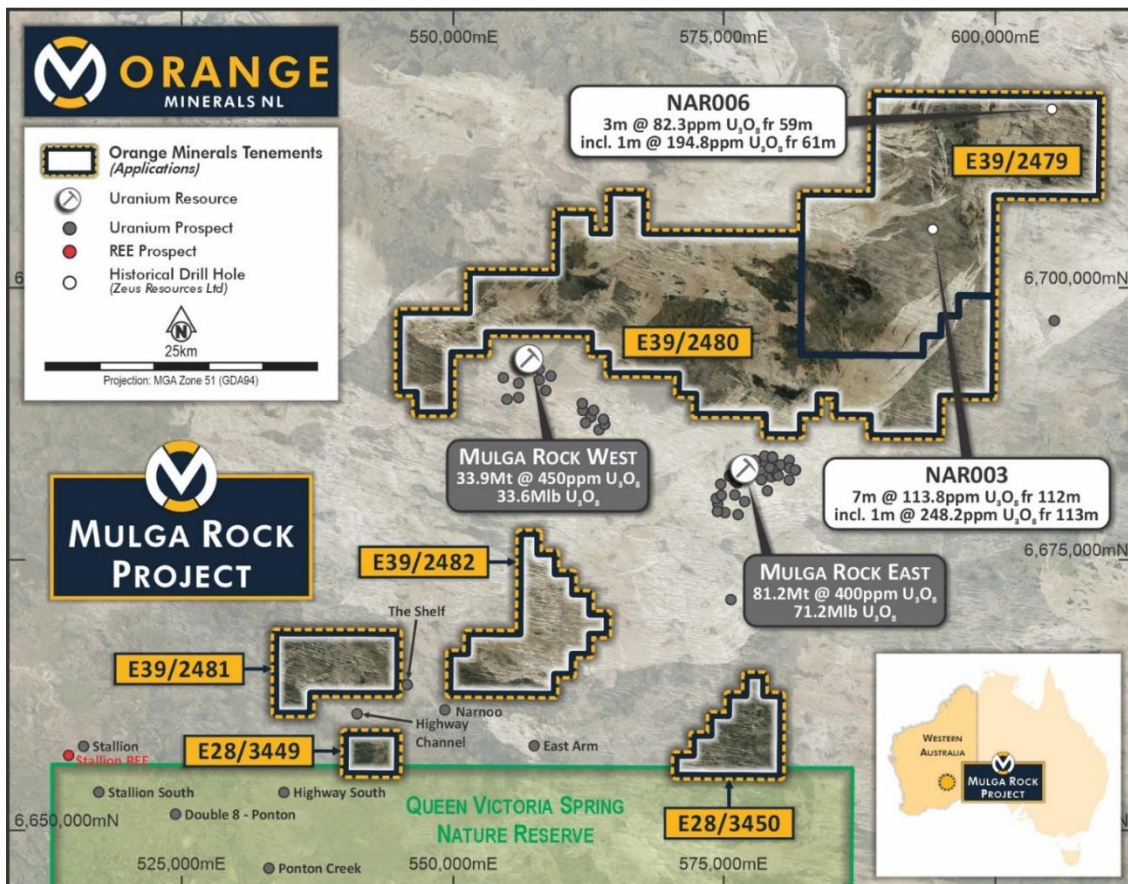 550,000mE
575,000mE
600,000mE
ORANGE
MINERALS NL
Orange Minerals Tenements
(Applications)
Uranium Resource
Uranium Prospect
REE Prospect
Historical Drill Hole
(Zeus Resources Ltd)
N
25km
Projection: MGA Zone 51 (GDA94)
NAR006
3m @ 82.3ppm U₃O₈ fr 59m
incl. 1m @ 194.8ppm U₃O₈ fr 61m
E39/2479
6,700,000mN
E39/2480
MULGA ROCK WEST
33.9Mt @ 450ppm U₃O₈
33.6Mlb U₃O₈
NAR003
7m @ 113.8ppm U₃O₈ fr 112m
incl. 1m @ 248.2ppm U₃O₈ fr 113m
MULGA ROCK
PROJECT
E39/2482
6,675,000mN
MULGA ROCK EAST
81.2Mt @ 400ppm U₃O₈
71.2Mlb U₃O₈
The Shelf
E39/2481
Narnoo
Highway
Channel
East Arm
E28/3449
Stallion
Stallion REE
Stallion South
Highway South
Double 8 - Ponton
QUEEN VICTORIA SPRING
NATURE RESERVE
E28/3450
6,650,000mN
Ponton Creek
525,000mE
550,000mE
575,000mE
WESTERN
AUSTRALIA
MULGA ROCK
PROJECT